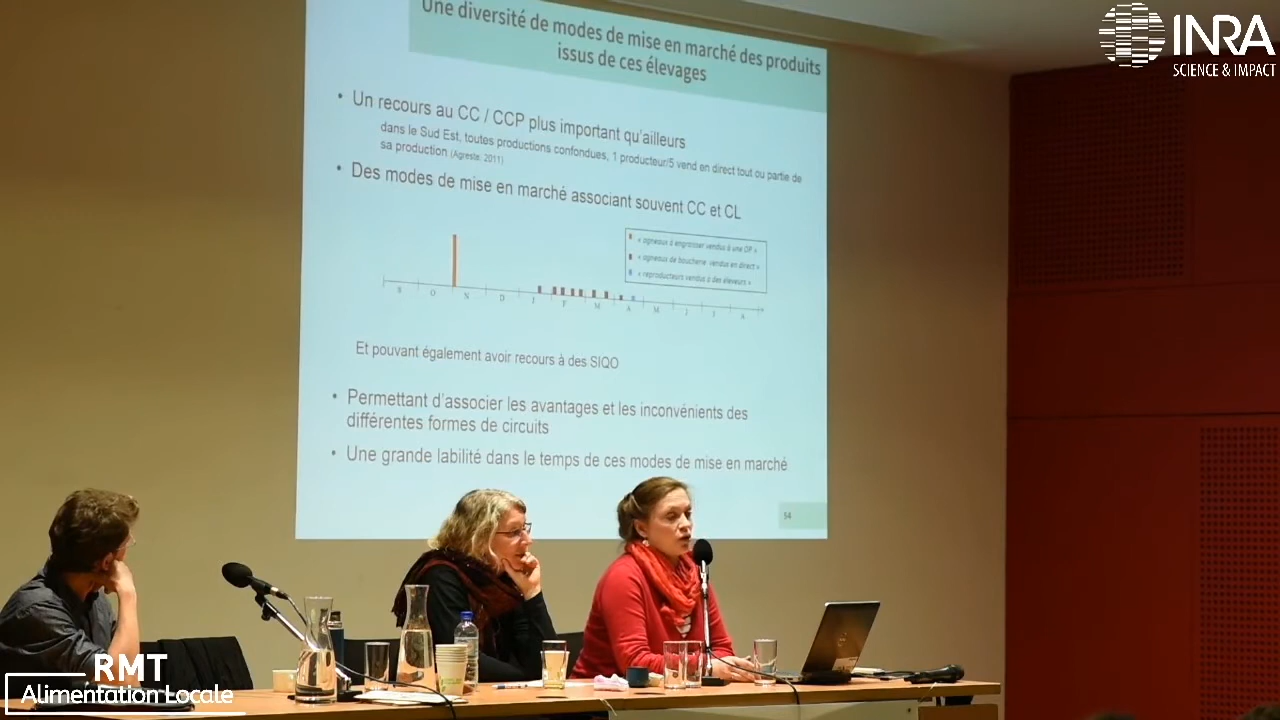 Une diversité de modes de mise en marché des produits
issus de ces élevages
INRA
SCIENCE & IMPACT
• Un recours au CC / CCP plus important qu'ailleurs
dans le Sud Est, toutes productions confondues, 1 producteur/5 vend en direct tout ou partie de
sa production (Agreste, 2011)
• Des modes de mise en marché associant souvent CC et CL
« agneaux à engraisser vendus à une OP »
« agneaux de boucherie vendus en direct »
« reproducteurs vendus à des éleveurs »
S O N D J F M A M J J A
Et pouvant également avoir recours à des SIQO
• Permettant d'associer les avantages et les inconvénients des
différentes formes de circuits
• Une grande labilité dans le temps de ces modes de mise en marché
54
RMT
Alimentation Locale